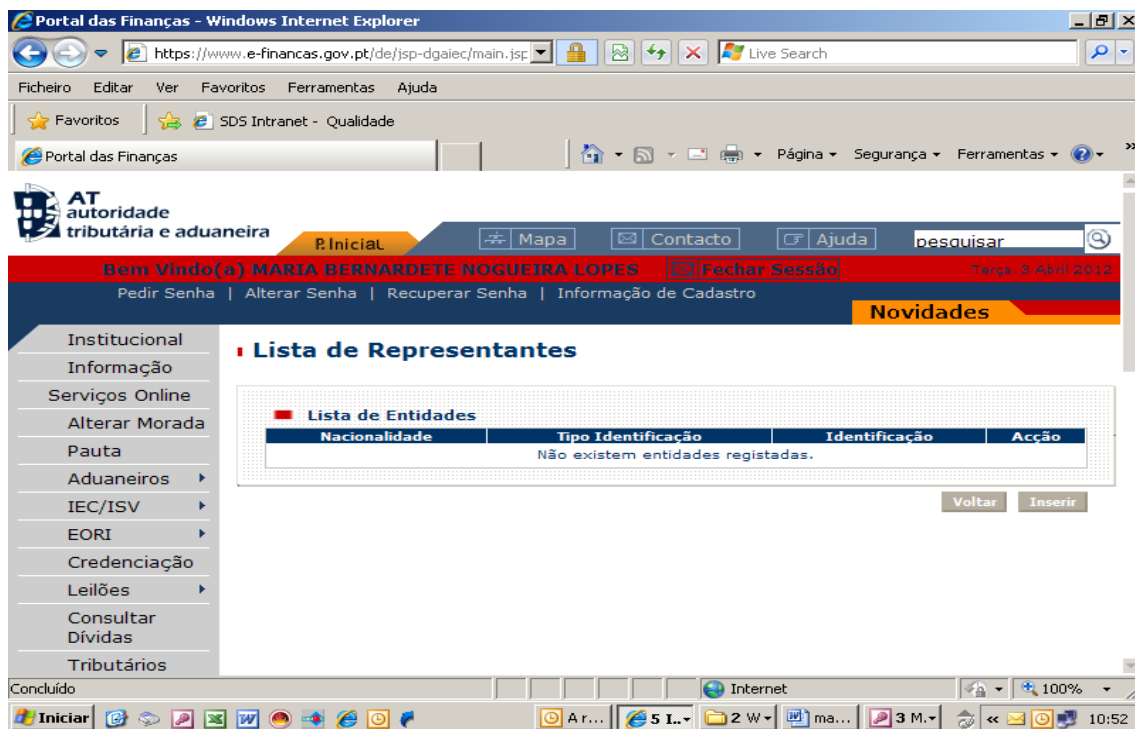 Portal das Finanças - Windows Internet Explorer
https://www.e-financas.gov.pt/de/jsp-dgaiec/main.jsp
Live Search
Ficheiro Editar Ver Favoritos Ferramentas Ajuda
Favoritos SDS Intranet - Qualidade
Portal das Finanças Página Segurança Ferramentas
AT
autoridade
tributária e aduaneira
P.Inicial Mapa Contacto Ajuda pesquisar
Bem Vindo(a) MARIA BERNARDETE NOGUEIRA LOPES Fechar Sessão Terça, 3 Abril 2012
Pedir Senha | Alterar Senha | Recuperar Senha | Informação de Cadastro
Novidades
Institucional
Informação
Serviços Online
Alterar Morada
Pauta
Aduaneiros
IEC/ISV
EORI
Credenciação
Leilões
Consultar
Dívidas
Tributários
Lista de Representantes
Lista de Entidades
Nacionalidade Tipo Identificação Identificação Acção
Não existem entidades registadas.
Voltar Inserir
Concluído Internet 100%
Iniciar A r... 5 I... 2 W ma... 3 M. « 10:52